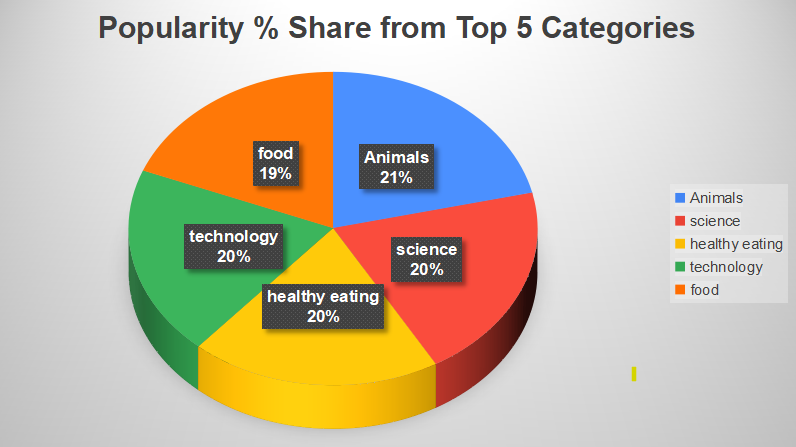 Popularity % Share from Top 5 Categories
food
19%
Animals
21%
technology
20%
science
20%
healthy eating
20%
Animals
science
healthy eating
technology
food